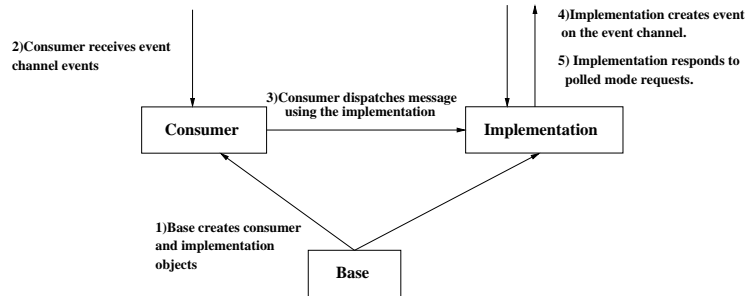 4)Implementation creates event
on the event channel.
2)Consumer receives event
channel events
5) Implementation responds to
polled mode requests.
3)Consumer dispatches message
using the implementation
Consumer
Implementation
1)Base creates consumer
and implementation
objects
Base